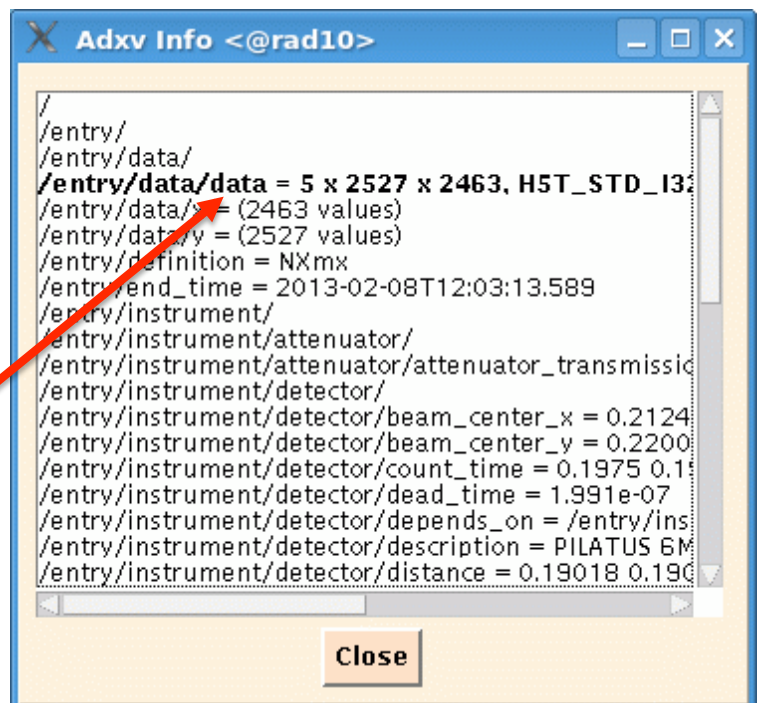 Adxv Info <@rad10>
/
/entry/
/entry/data/
/entry/data/data = 5 x 2527 x 2463, H5T_STD_I32
/entry/data/x = (2463 values)
/entry/data/y = (2527 values)
/entry/definition = NXmx
/entry/end_time = 2013-02-08T12:03:13.589
/entry/instrument/
/entry/instrument/attenuator/
/entry/instrument/attenuator/attenuator_transmissio
/entry/instrument/detector/
/entry/instrument/detector/beam_center_x = 0.2124
/entry/instrument/detector/beam_center_y = 0.2200
/entry/instrument/detector/count_time = 0.1975 0.19
/entry/instrument/detector/dead_time = 1.991e-07
/entry/instrument/detector/depends_on = /entry/ins
/entry/instrument/detector/description = PILATUS 6M
/entry/instrument/detector/distance = 0.19018 0.190
Close